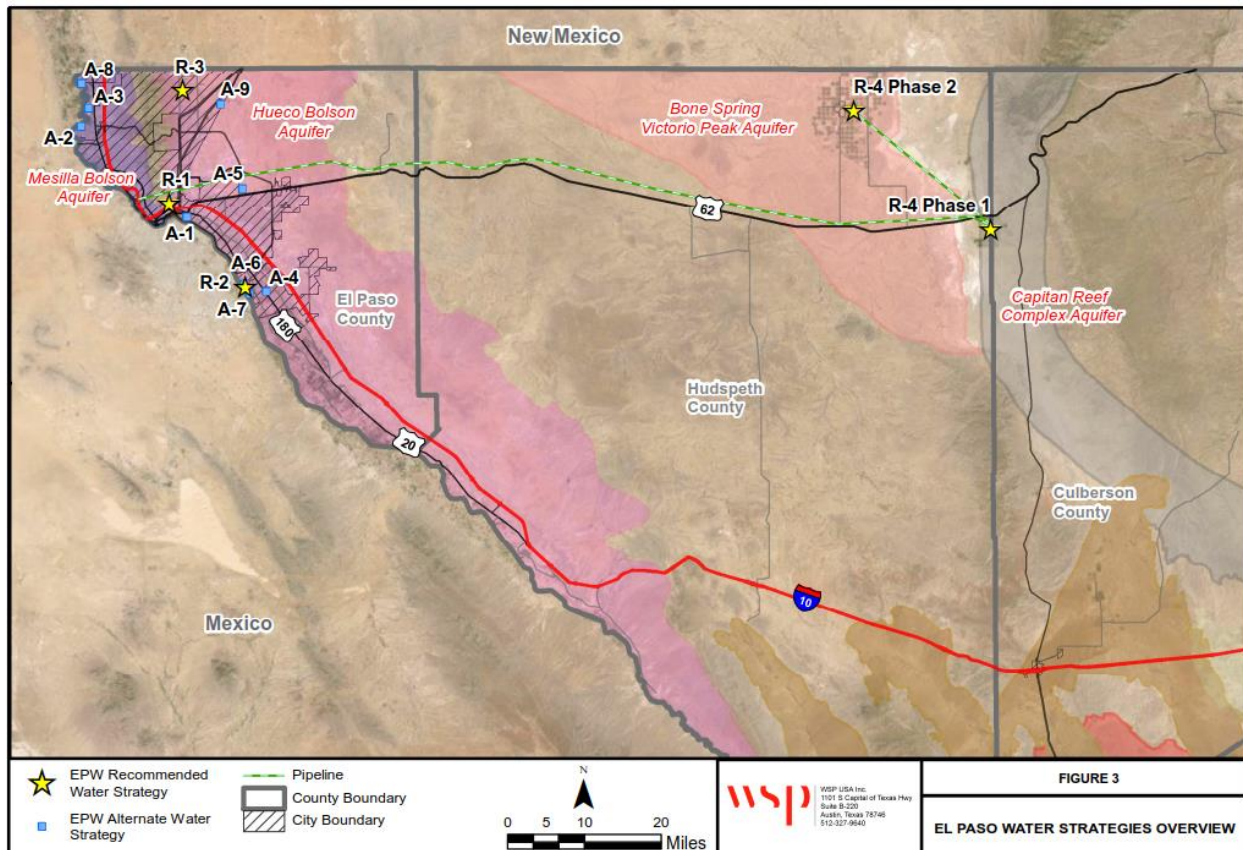 New Mexico
A-8
R-3
A-9
A-3
A-2
Hueco Bolson
Aquifer
Bone Spring
Victorio Peak Aquifer
R-4 Phase 2
Mesilla Bolson
Aquifer
R-1
A-5
A-1
62
R-4 Phase 1
A-6
R-2
A-4
A-7
El Paso
County
180
Capitan Reef
Complex Aquifer
Hudspeth
County
20
Culberson
County
Mexico
10
EPW Recommended
Water Strategy
EPW Alternate Water
Strategy
Pipeline
County Boundary
City Boundary
N
0 5 10 20
Miles
wsp
WSP USA Inc.
1101 S Capital of Texas Hwy
Suite B-220
Austin, Texas 78746
512-327-9640
FIGURE 3
EL PASO WATER STRATEGIES OVERVIEW